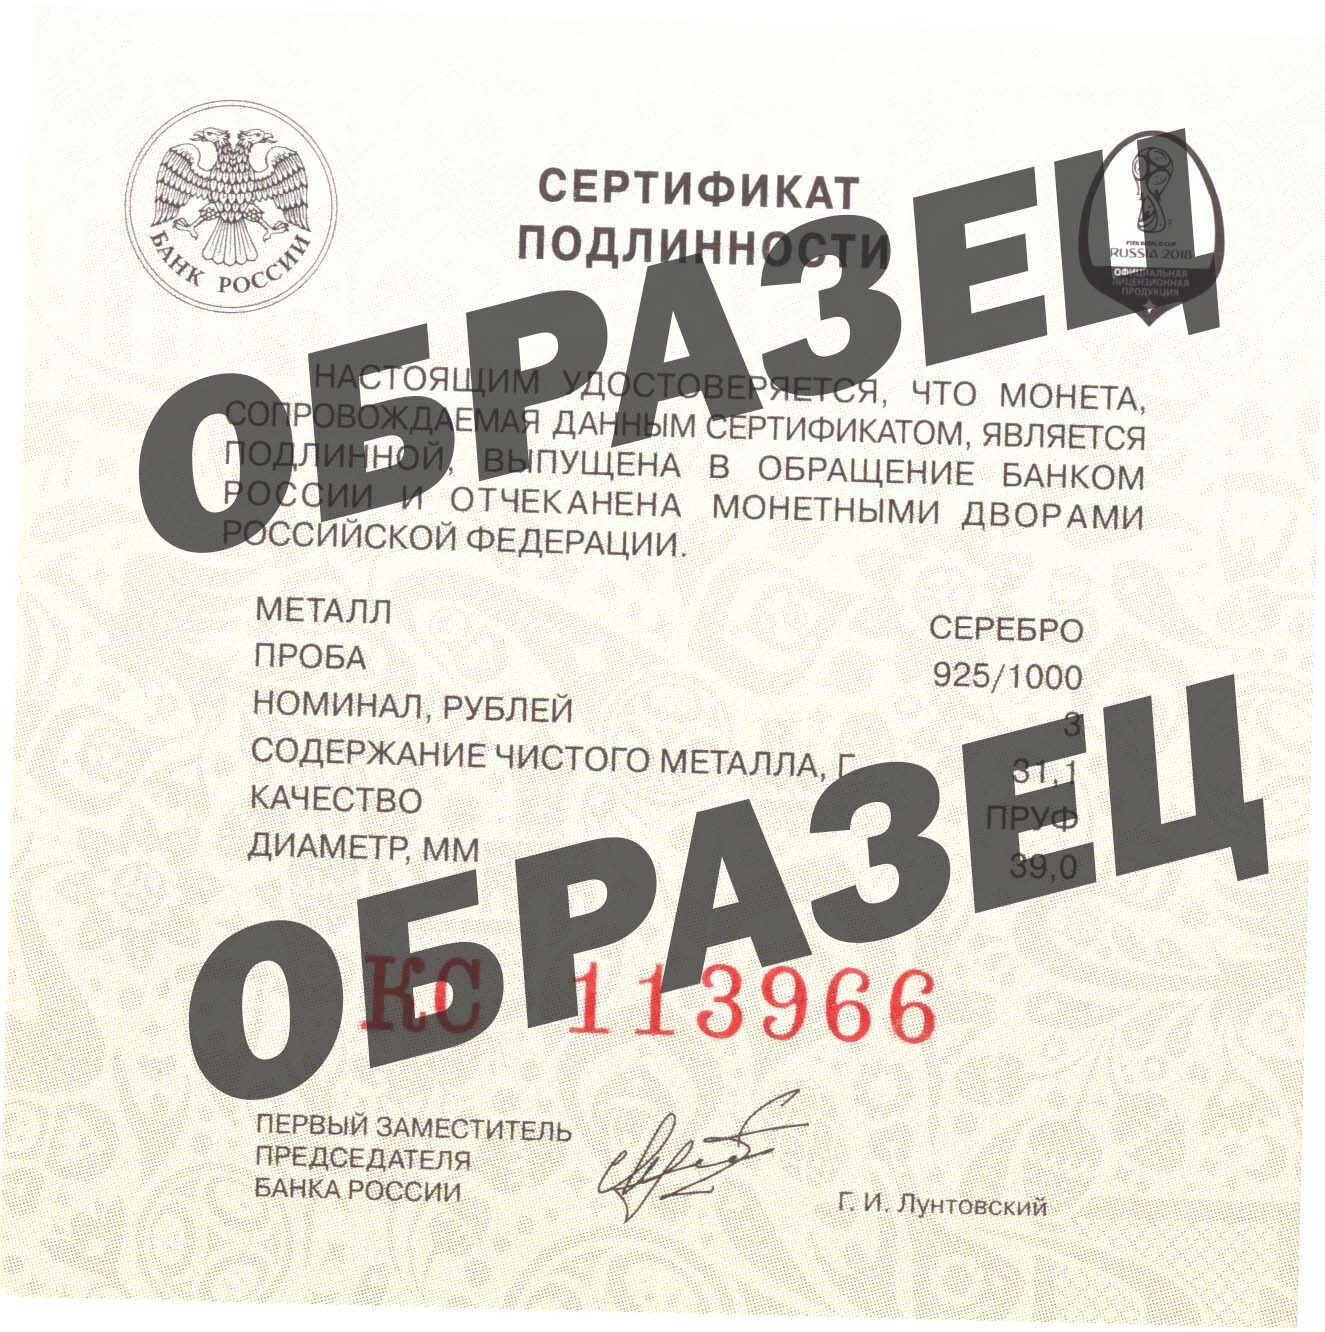 БАНК РОССИИ
СЕРТИФИКАТ
ПОДЛИННОСТИ
FIFA WORLD CUP
RUSSIA 2018
ОФИЦИАЛЬНАЯ
ЛИЦЕНЗИОННАЯ
ПРОДУКЦИЯ
ОБРАЗЕЦ
НАСТОЯЩИМ УДОСТОВЕРЯЕТСЯ, ЧТО МОНЕТА,
СОПРОВОЖДАЕМАЯ ДАННЫМ СЕРТИФИКАТОМ, ЯВЛЯЕТСЯ
ПОДЛИННОЙ, ВЫПУЩЕНА В ОБРАЩЕНИЕ БАНКОМ
РОССИИ И ОТЧЕКАНЕНА МОНЕТНЫМИ ДВОРАМИ
РОССИЙСКОЙ ФЕДЕРАЦИИ.
МЕТАЛЛ СЕРЕБРО
ПРОБА 925/1000
НОМИНАЛ, РУБЛЕЙ 3
СОДЕРЖАНИЕ ЧИСТОГО МЕТАЛЛА, Г 31,1
КАЧЕСТВО ПРУФ
ДИАМЕТР, ММ 39,0
ОБРАЗЕЦ
КС 113966
ПЕРВЫЙ ЗАМЕСТИТЕЛЬ
ПРЕДСЕДАТЕЛЯ
БАНКА РОССИИ
Г. И. Лунтовский